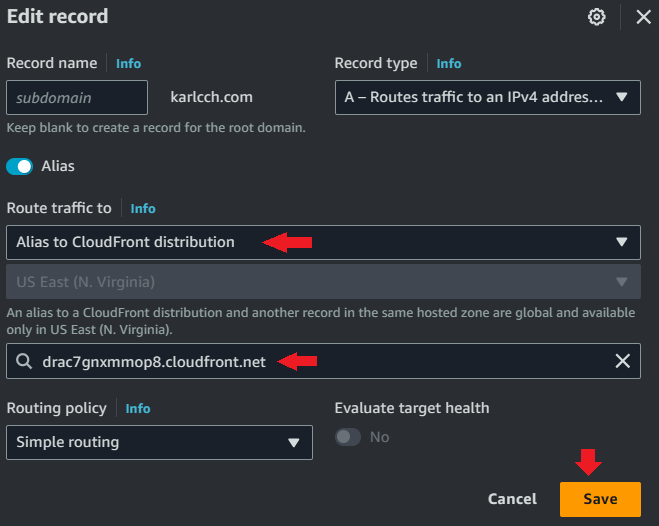 Edit record
Record name Info
Record type Info
subdomain
karlcch.com
A – Routes traffic to an IPv4 addres...
Keep blank to create a record for the root domain.
Alias
Route traffic to Info
Alias to CloudFront distribution
US East (N. Virginia)
An alias to a CloudFront distribution and another record in the same hosted zone are global and available
only in US East (N. Virginia).
drac7gnxmmop8.cloudfront.net
Routing policy Info
Evaluate target health
Simple routing
No
Cancel
Save